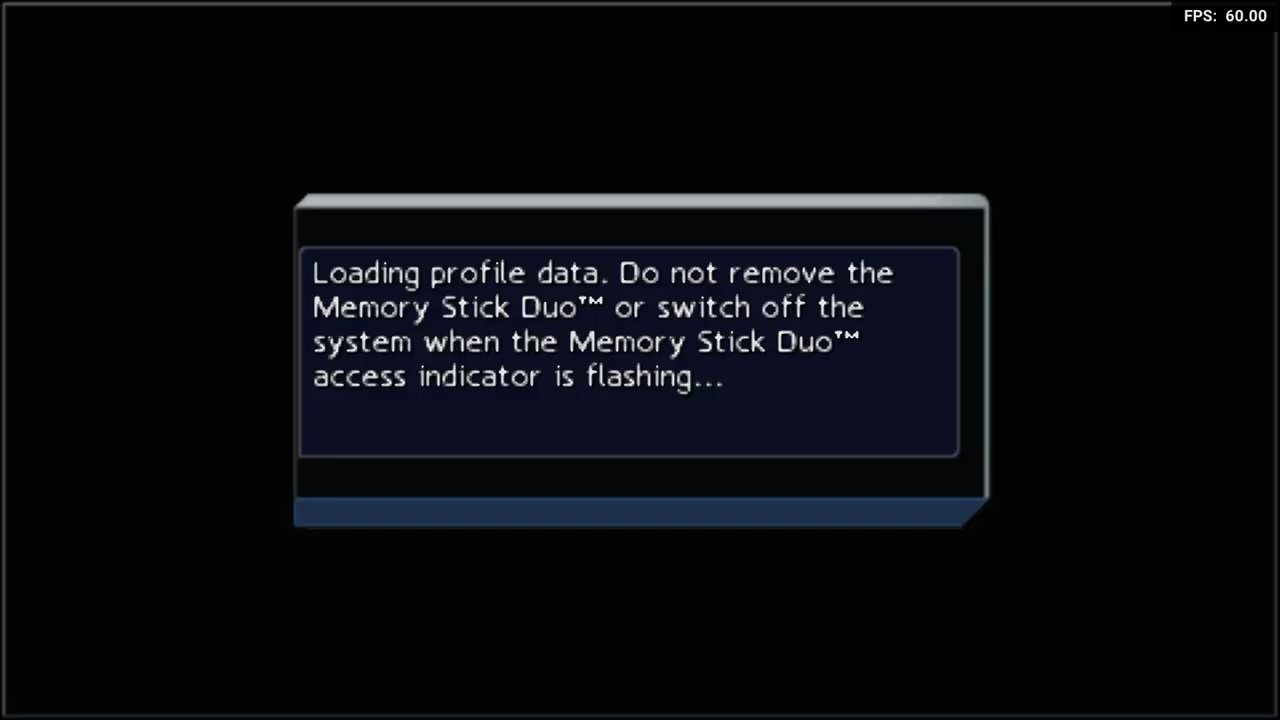 FPS: 60.00
Loading profile data. Do not remove the
Memory Stick Duo™ or switch off the
system when the Memory Stick Duo™
access indicator is flashing...